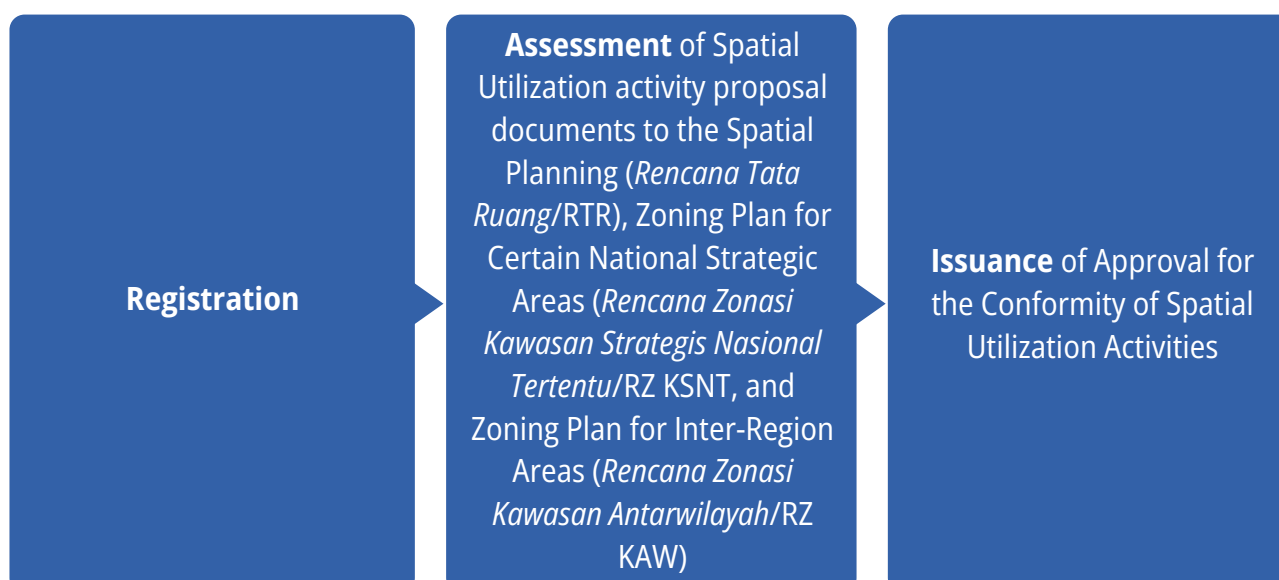 Registration
Assessment of Spatial
Utilization activity proposal
documents to the Spatial
Planning (Rencana Tata
Ruang/RTR), Zoning Plan for
Certain National Strategic
Areas (Rencana Zonasi
Kawasan Strategis Nasional
Tertentu/RZ KSNT, and
Zoning Plan for Inter-Region
Areas (Rencana Zonasi
Kawasan Antarwilayah/RZ
KAW)
Issuance of Approval for
the Conformity of Spatial
Utilization Activities